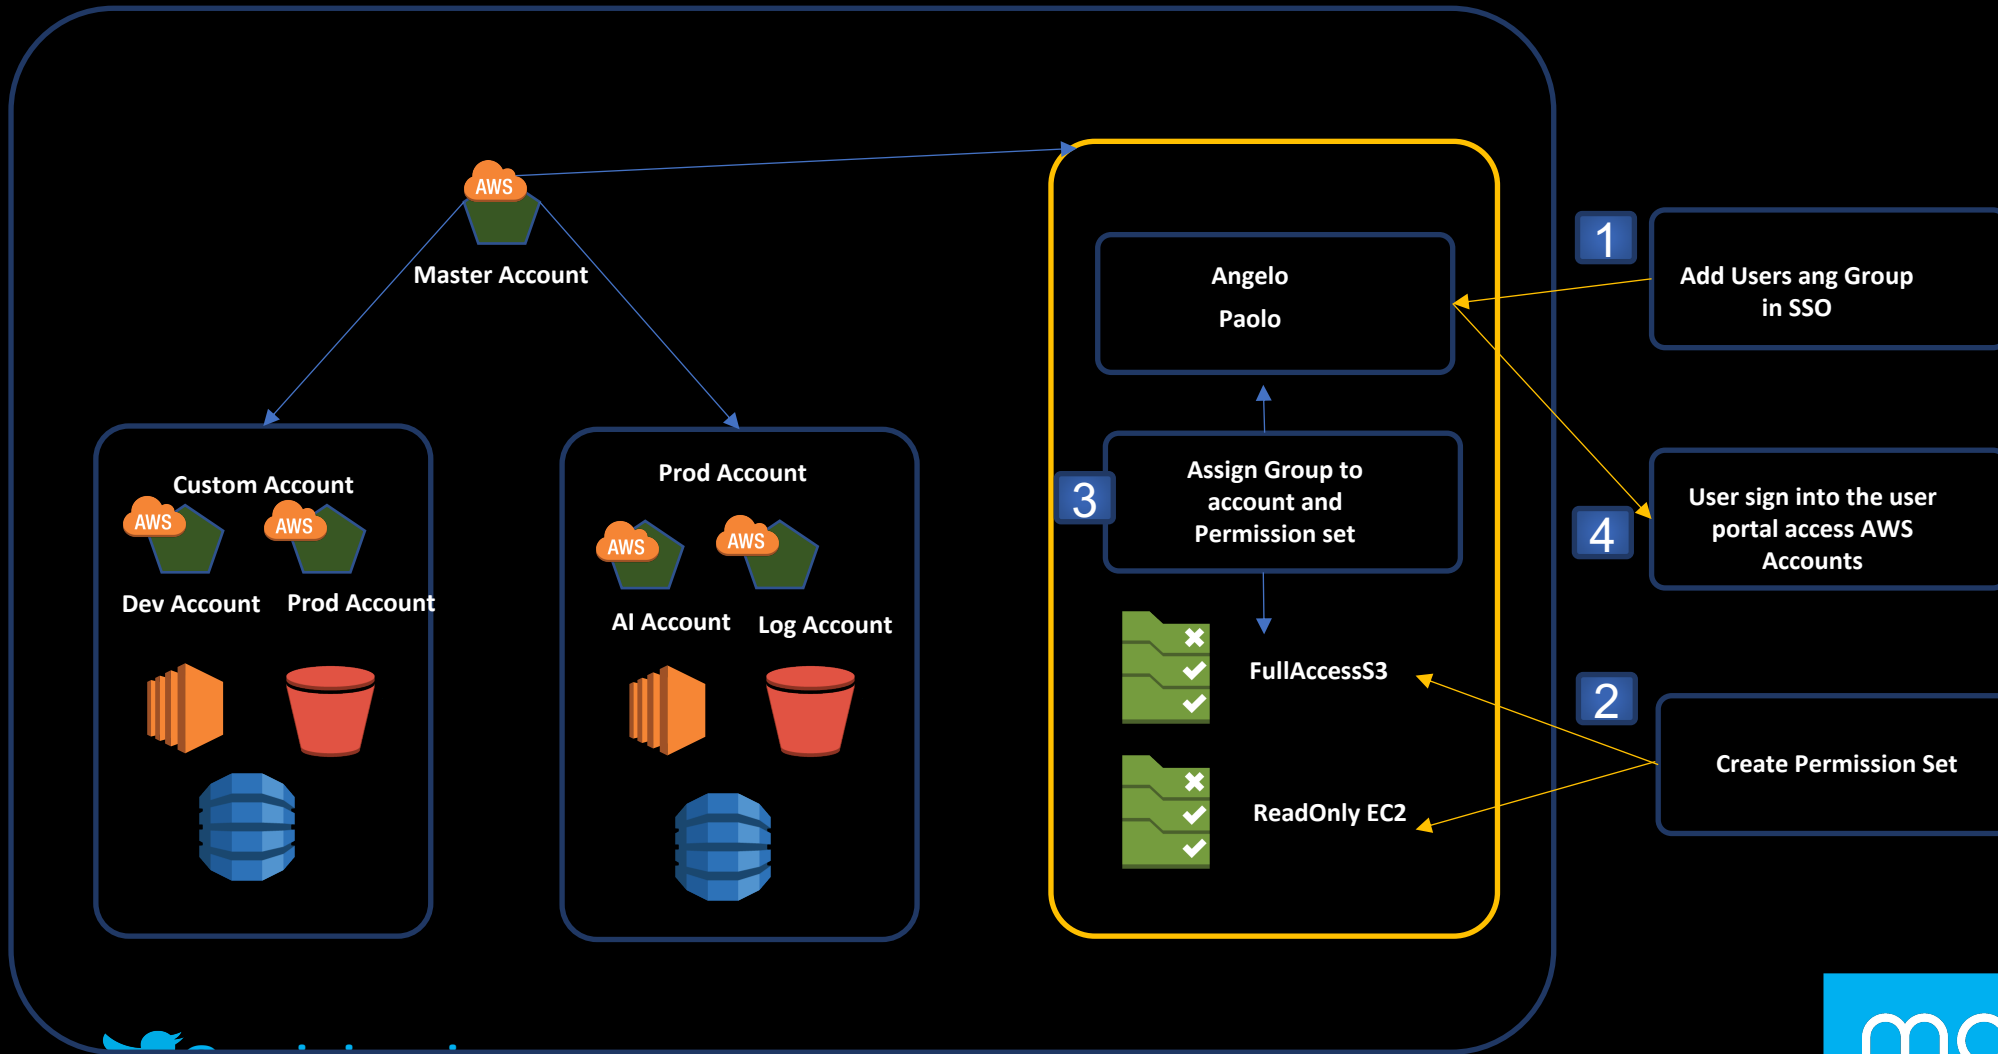 AWS
Master Account
Custom Account
AWS
AWS
Dev Account
Prod Account
Prod Account
AWS
AWS
AI Account
Log Account
Angelo
Paolo
3
Assign Group to
account and
Permission set
FullAccessS3
ReadOnly EC2
1
Add Users ang Group
in SSO
4
User sign into the user
portal access AWS
Accounts
2
Create Permission Set